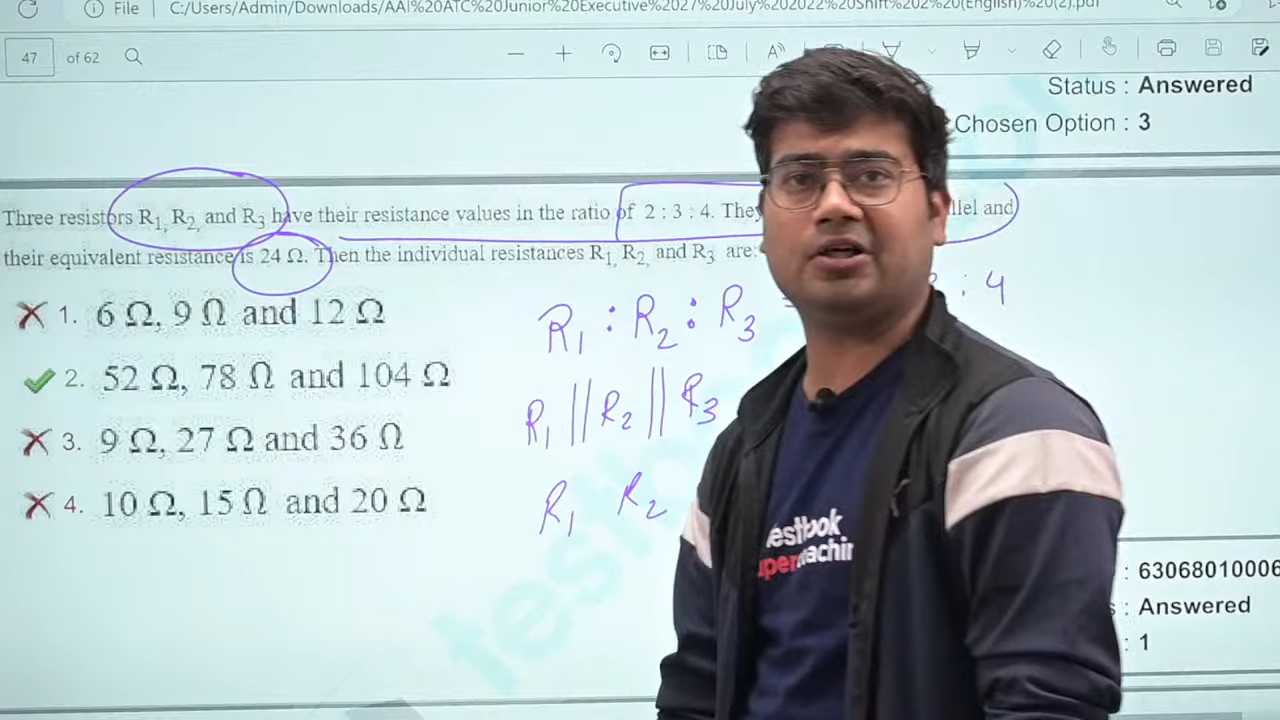 File C:/Users/Admin/Downloads/AAI%20ATC%20Junior%20Executive%2027%20July%202022%20Shift%202%20(English)%20(2).pdf
47 of 62
Status : Answered
Chosen Option : 3
Three resistors R1, R2, and R3 have their resistance values in the ratio of 2 : 3 : 4. They llel and
their equivalent resistance is 24 Ω. Then the individual resistances R1, R2, and R3 are:
1. 6 Ω, 9 Ω and 12 Ω
2. 52 Ω, 78 Ω and 104 Ω
3. 9 Ω, 27 Ω and 36 Ω
4. 10 Ω, 15 Ω and 20 Ω
R1 : R2 : R3 : 4
R1 || R2 || R3
R1 R2
testbook
supercoaching
: 63068010006
: Answered
: 1